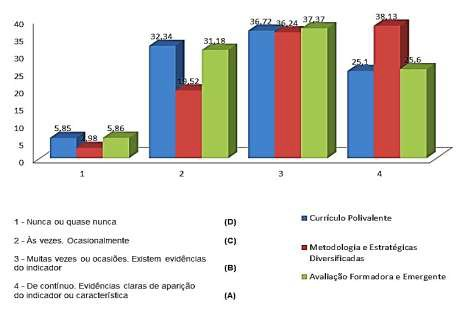 40
35
30
25
20
15
10
5
0
5,85
2,98
5,86
32,34
19,52
31,18
36,72
36,24
37,37
25,1
38,13
25,6
1
2
3
4
1 - Nunca ou quase nunca (D)
2 - Às vezes. Ocasionalmente (C)
3 - Muitas vezes ou ocasiões. Existem evidências
do indicador (B)
4 - De contínuo. Evidências claras de aparição
do indicador ou característica (A)
Currículo Polivalente
Metodologia e Estratégicas
Diversificadas
Avaliação Formadora e Emergente